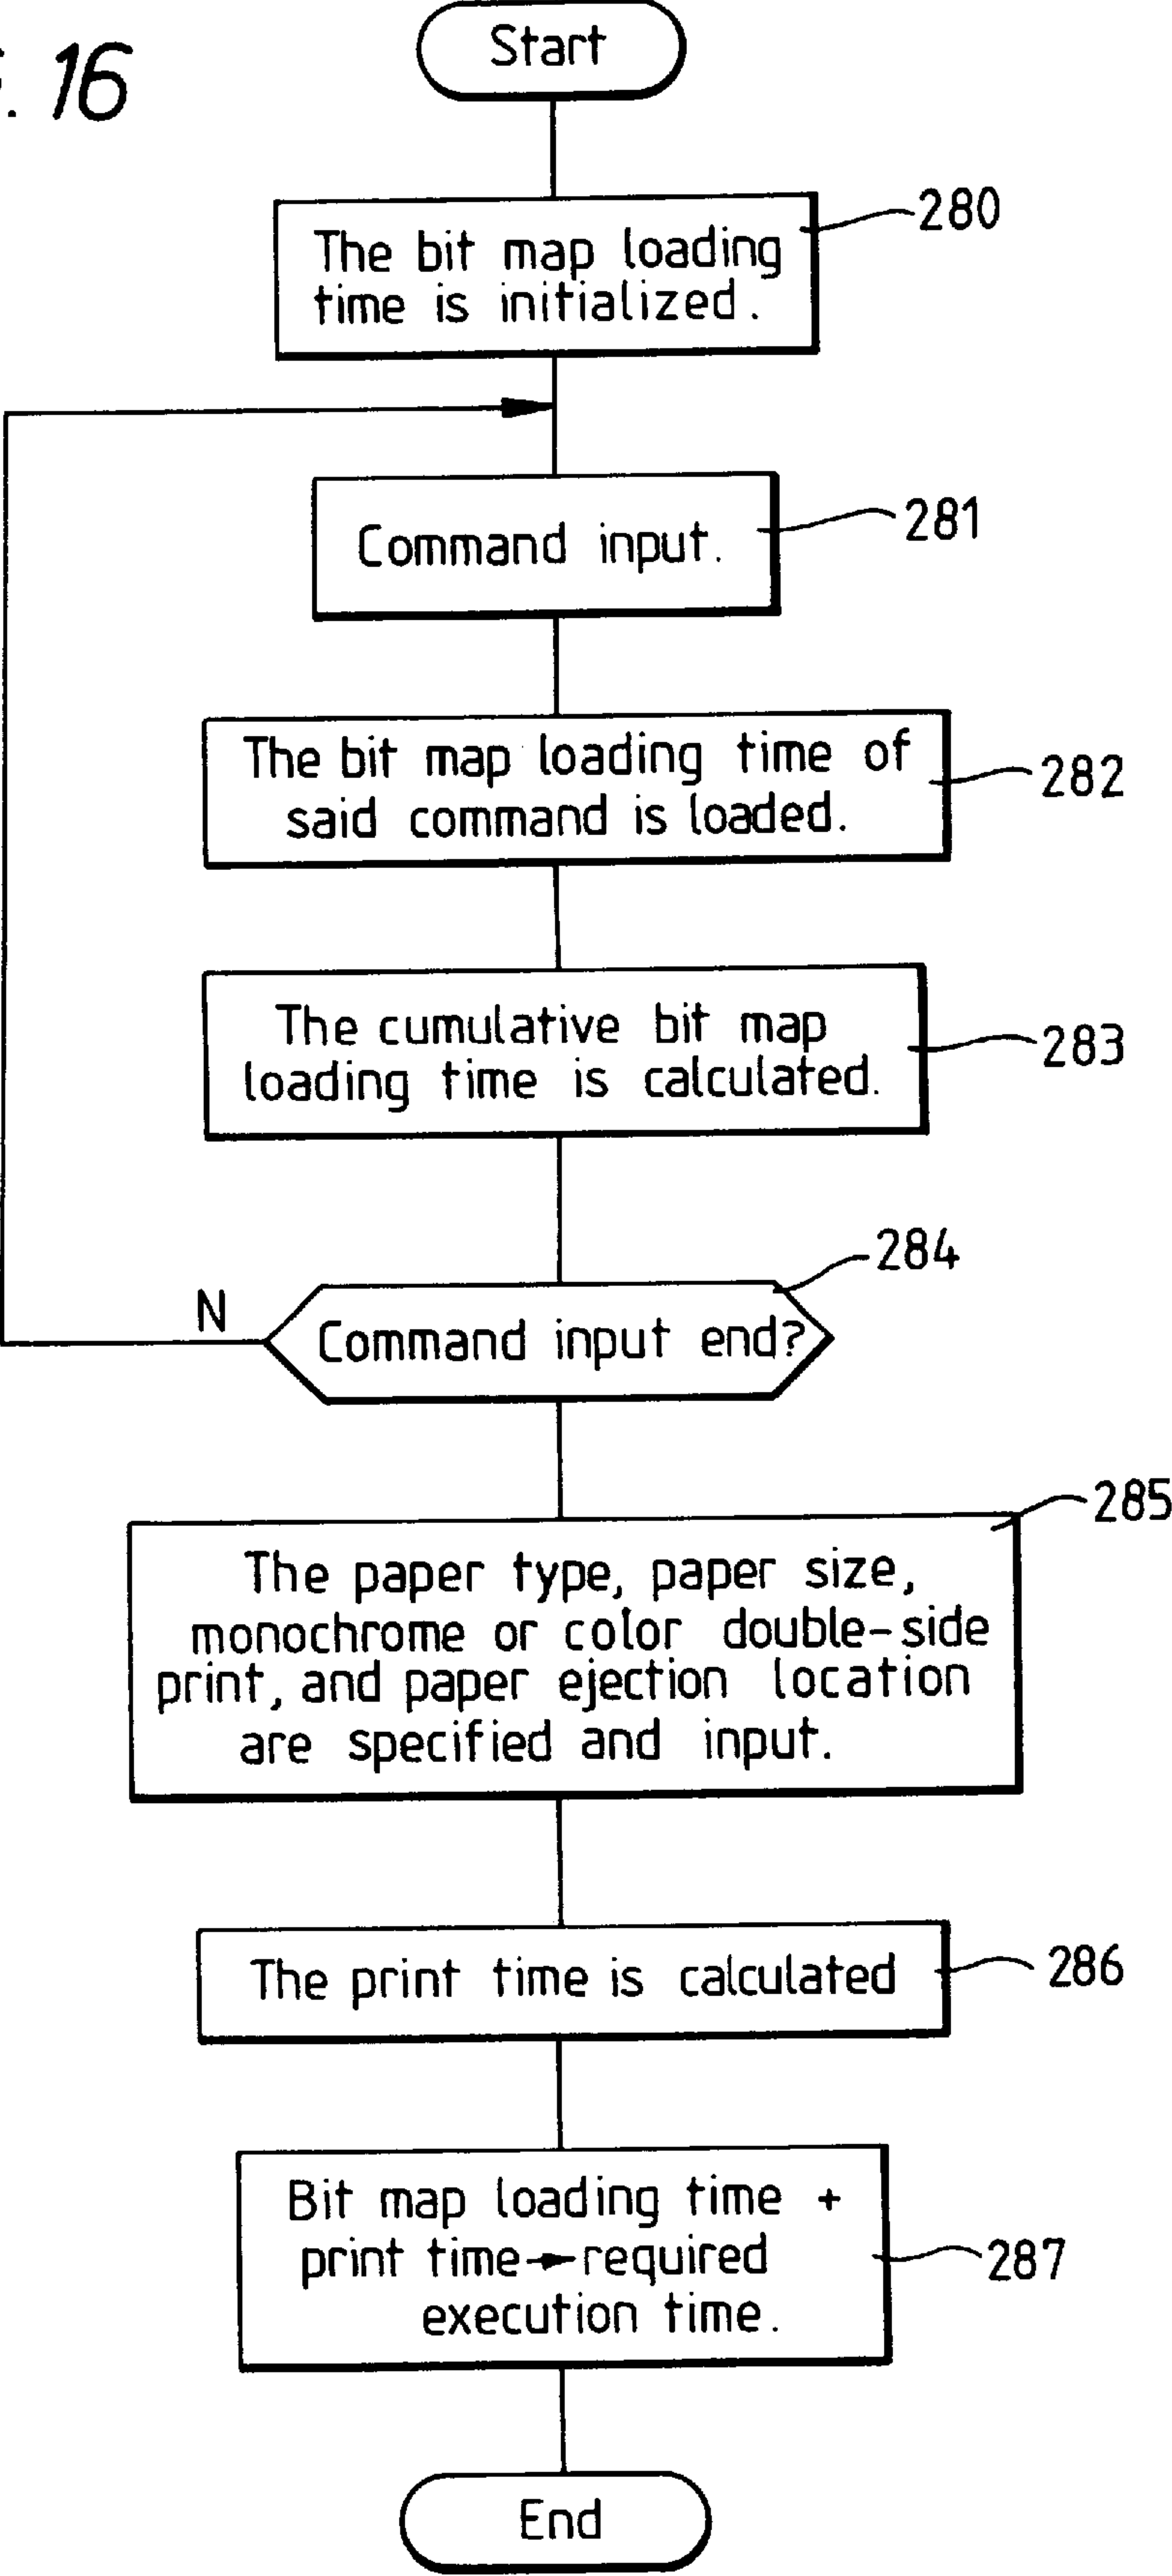 . 16
Start
280
The bit map loading
time is initialized.
281
Command input.
The bit map loading time of
said command is loaded.
282
The cumulative bit map
loading time is calculated.
283
284
N
Command input end?
285
The paper type, paper size,
monochrome or color double-side
print, and paper ejection location
are specified and input.
The print time is calculated
286
Bit map loading time +
print time → required
execution time.
287
End